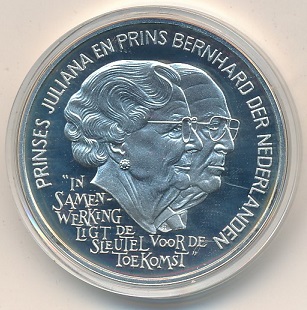 PRINSES JULIANA EN PRINS BERNHARD DER NEDERLANDEN
"IN
SAMEN-
WERKING
LIGT DE
SLEUTEL VOOR DE
TOEKOMST"